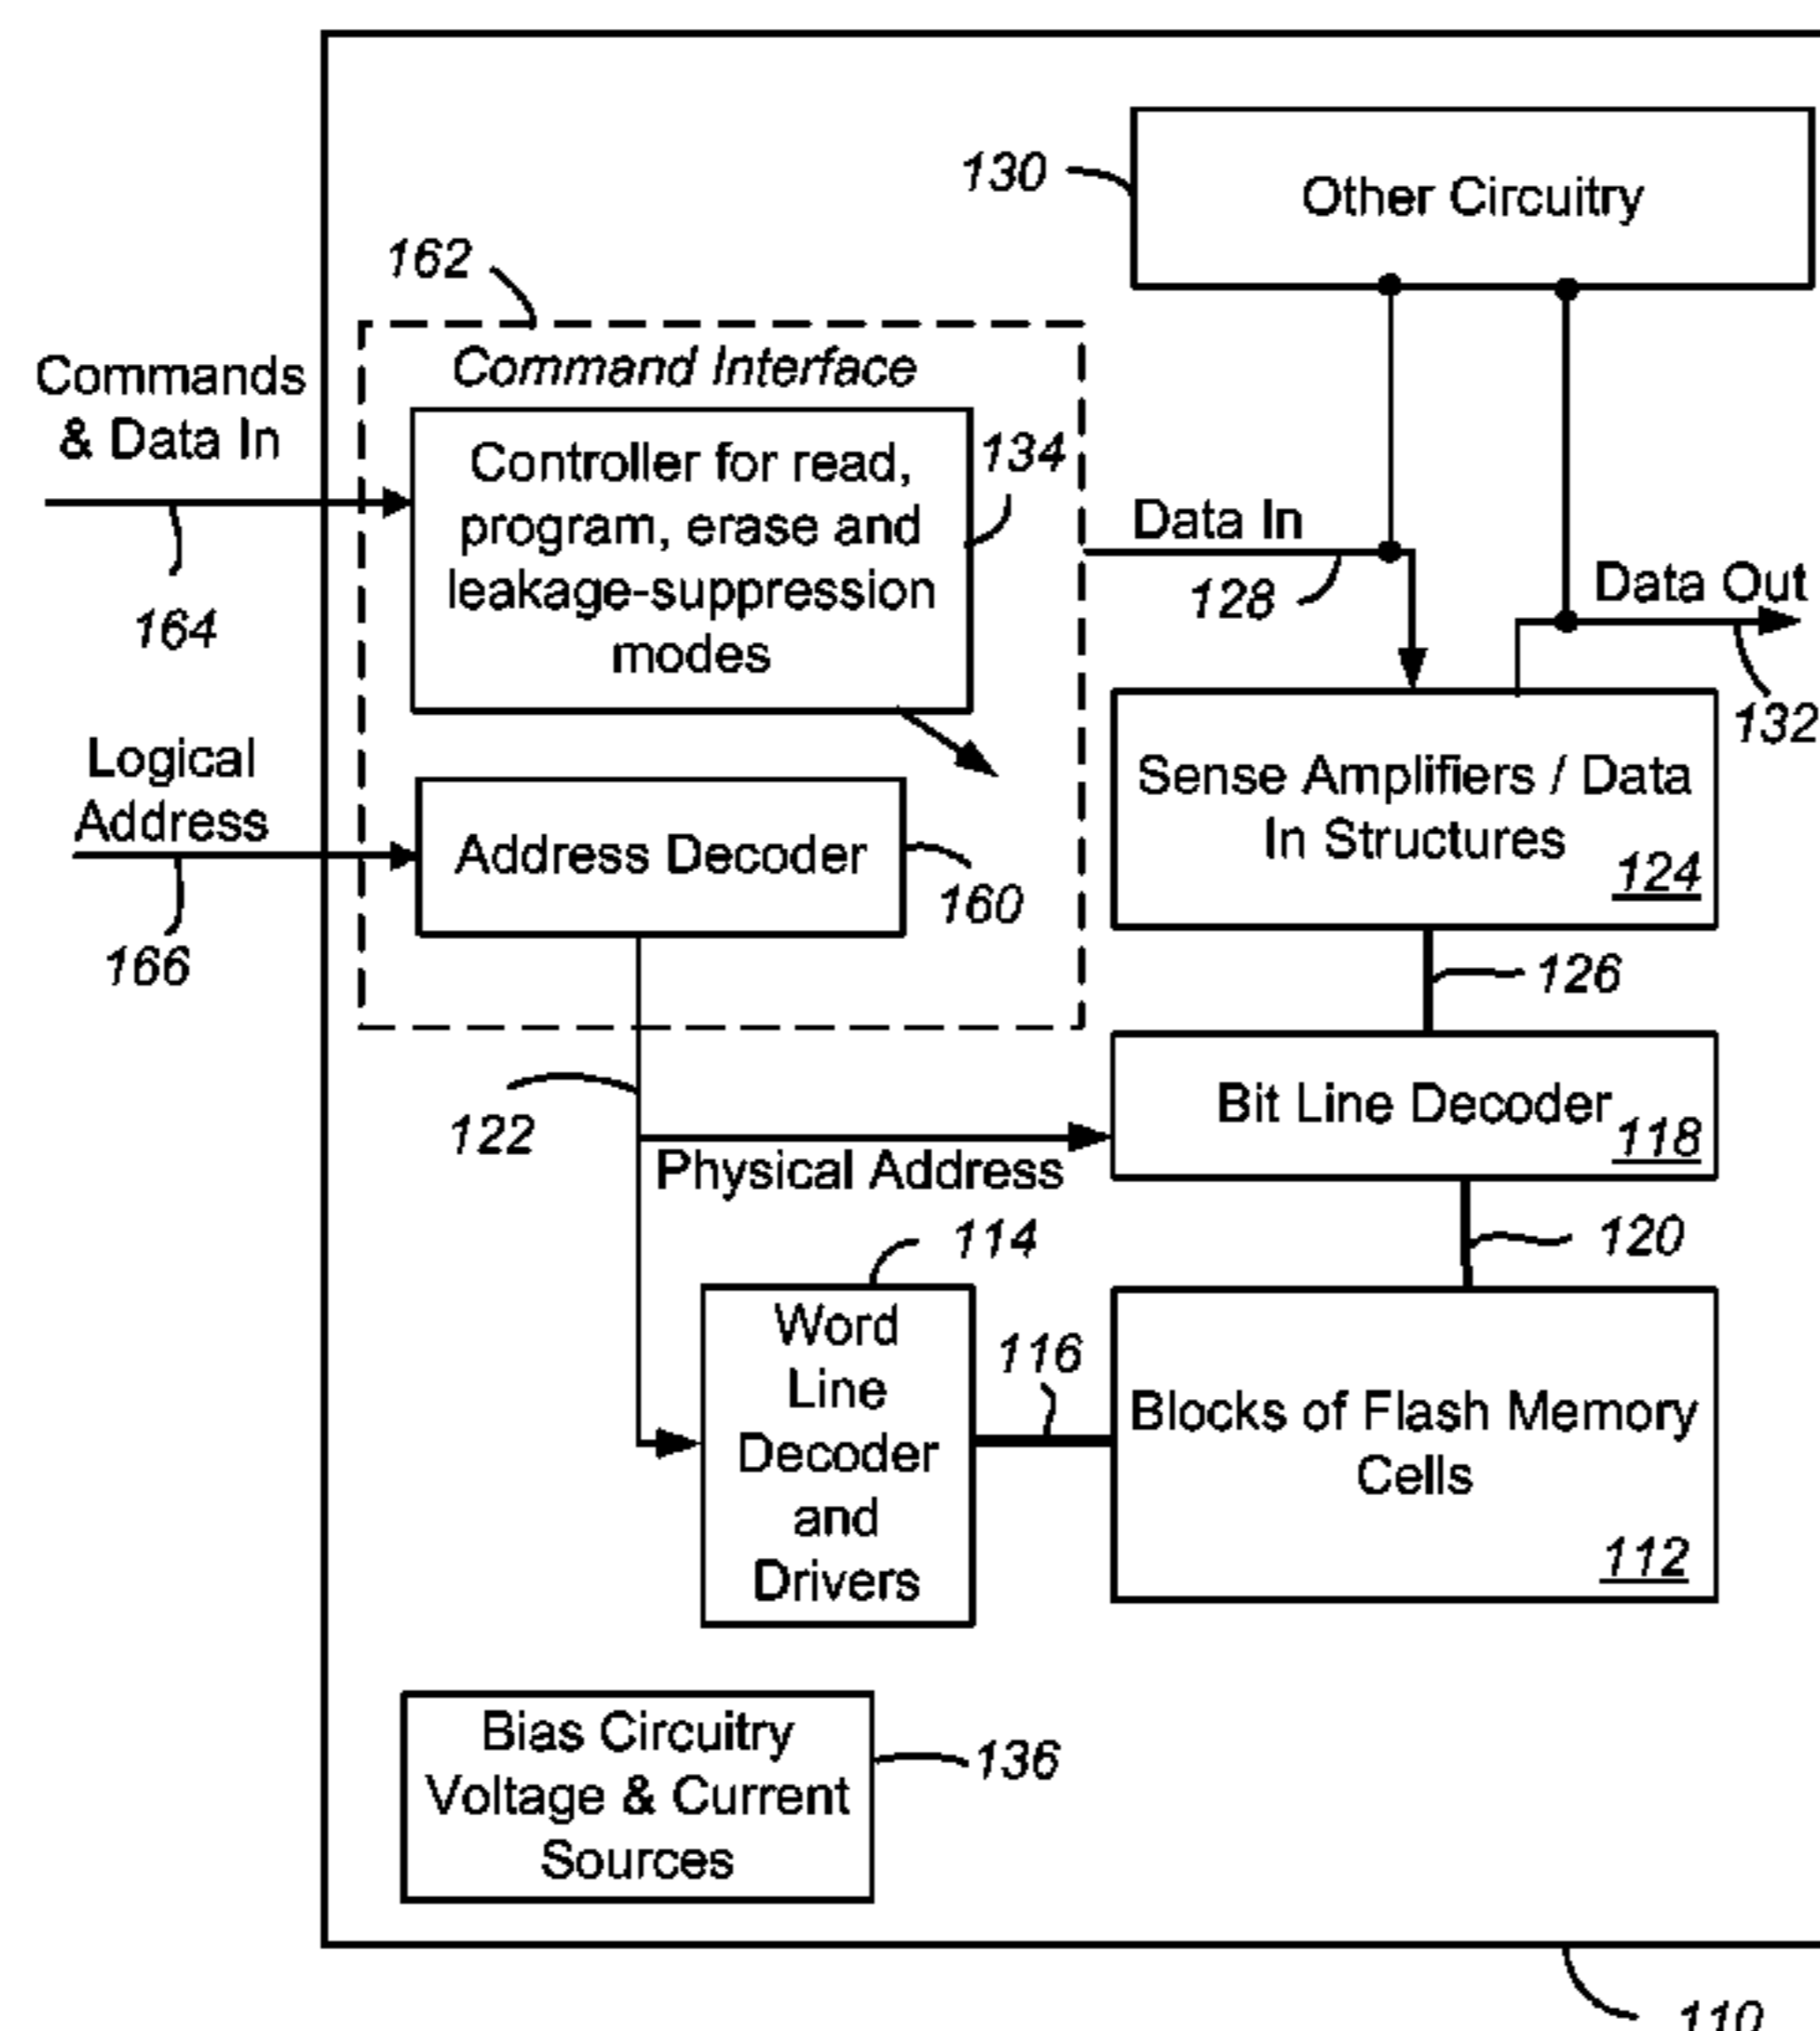 130
Other Circuitry
162
Command Interface
Commands
& Data In
164
Controller for read,
program, erase and
leakage-suppression
modes
134
Data In
128
Data Out
132
Logical
Address
166
Address Decoder
160
Sense Amplifiers / Data
In Structures
124
126
122
Physical Address
Bit Line Decoder
118
120
114
Word
Line
Decoder
and
Drivers
116
Blocks of Flash Memory
Cells
112
Bias Circuitry
Voltage & Current
Sources
136
110